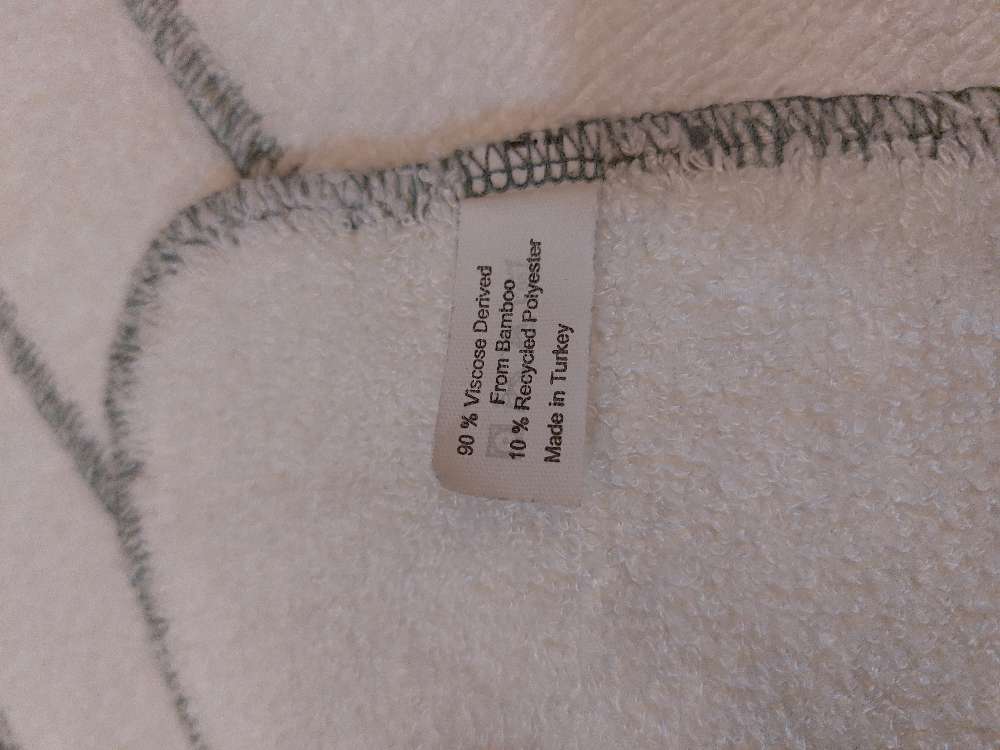 90 % Viscose Derived
From Bamboo
10 % Recycled Polyester
Made in Turkey